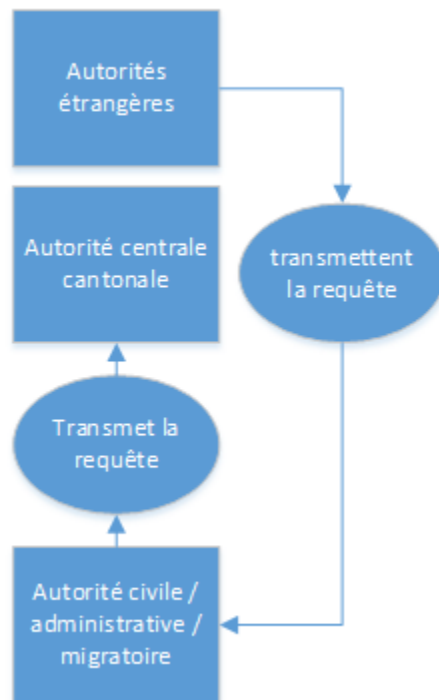 Autorités
étrangères
transmettent
la requête
Autorité centrale
cantonale
Transmet la
requête
Autorité civile /
administrative /
migratoire